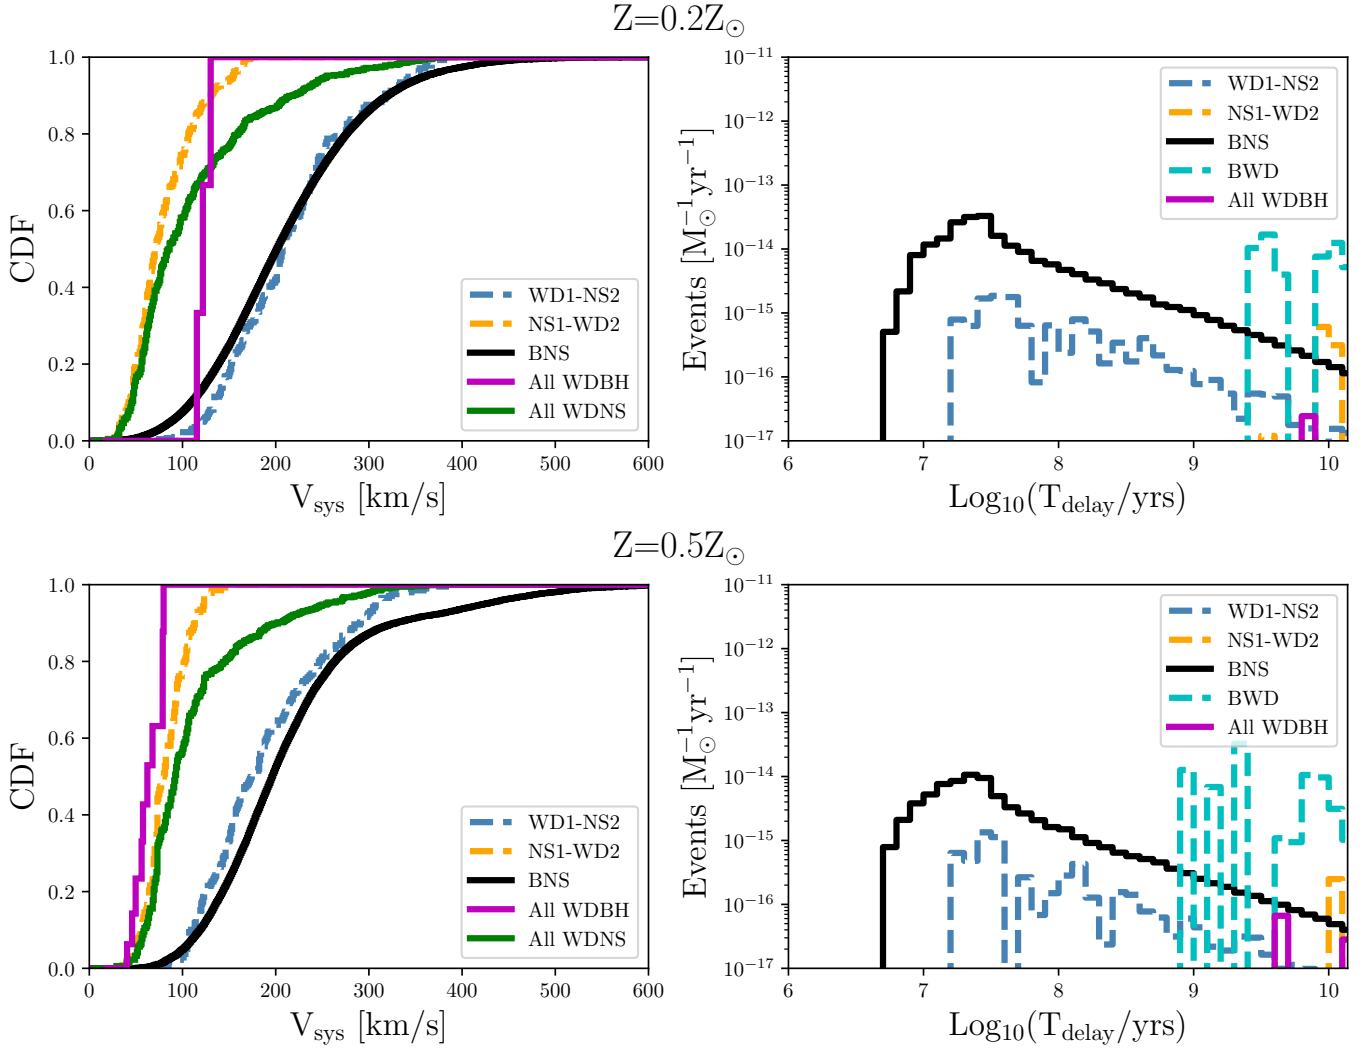 Z=0.2Z☉
CDF
1.0
0.8
0.6
0.4
0.2
0.0
WD1-NS2
NS1-WD2
BNS
All WDBH
All WDNS
0 100 200 300 400 500 600
V_sys [km/s]
Events [M☉⁻¹yr⁻¹]
10⁻¹¹
10⁻¹²
10⁻¹³
10⁻¹⁴
10⁻¹⁵
10⁻¹⁶
10⁻¹⁷
WD1-NS2
NS1-WD2
BNS
BWD
All WDBH
6 7 8 9 10
Log₁₀(T_delay/yrs)
Z=0.5Z☉
CDF
1.0
0.8
0.6
0.4
0.2
0.0
WD1-NS2
NS1-WD2
BNS
All WDBH
All WDNS
0 100 200 300 400 500 600
V_sys [km/s]
Events [M☉⁻¹yr⁻¹]
10⁻¹¹
10⁻¹²
10⁻¹³
10⁻¹⁴
10⁻¹⁵
10⁻¹⁶
10⁻¹⁷
WD1-NS2
NS1-WD2
BNS
BWD
All WDBH
6 7 8 9 10
Log₁₀(T_delay/yrs)